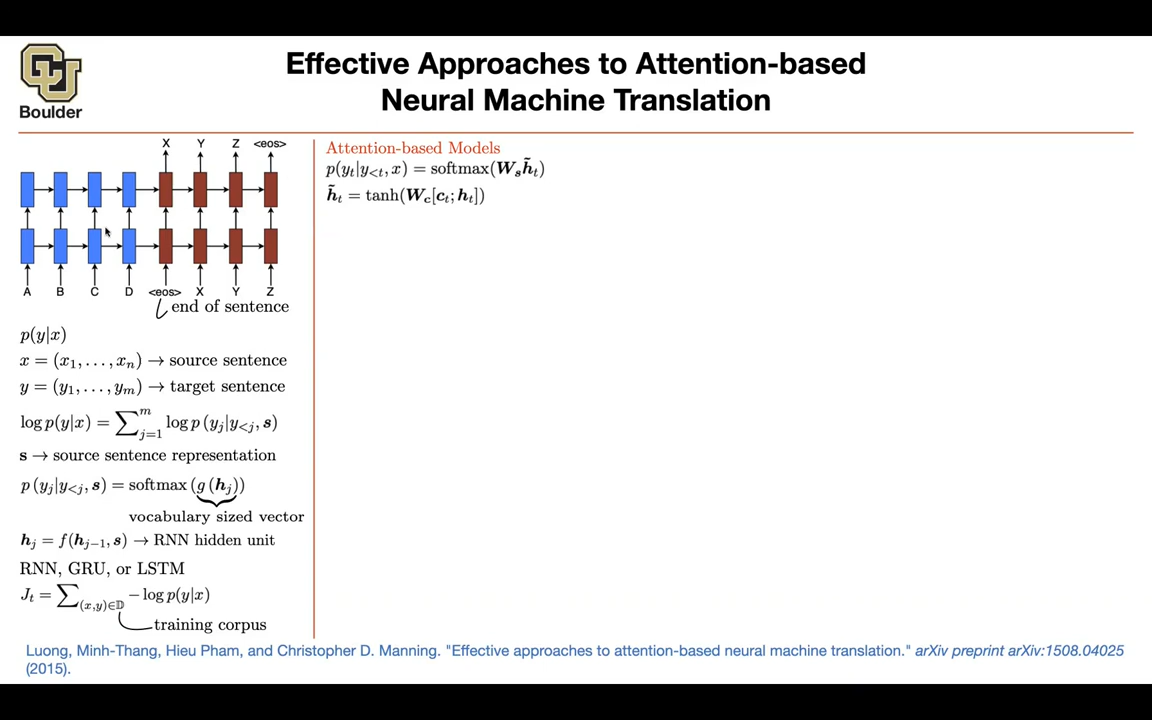 Boulder
Effective Approaches to Attention-based
Neural Machine Translation
X Y Z <eos>
A B C D <eos> X Y Z
end of sentence
p(y|x)
x = (x₁, . . . , xₙ) → source sentence
y = (y₁, . . . , yₘ) → target sentence
log p(y|x) = ∑ⱼ₌₁ᵐ log p (yⱼ|y<ⱼ, s)
s → source sentence representation
p (yⱼ|y<ⱼ, s) = softmax (g (hⱼ))
vocabulary sized vector
hⱼ = f(hⱼ₋₁, s) → RNN hidden unit
RNN, GRU, or LSTM
Jₜ = ∑₍ₓ,ᵧ₎∈𝔻 − log p(y|x)
training corpus
Attention-based Models
p(yₜ|y<ₜ, x) = softmax(Wₛh̃ₜ)
h̃ₜ = tanh(W_c[cₜ; hₜ])
Luong, Minh-Thang, Hieu Pham, and Christopher D. Manning. "Effective approaches to attention-based neural machine translation." arXiv preprint arXiv:1508.04025
(2015).